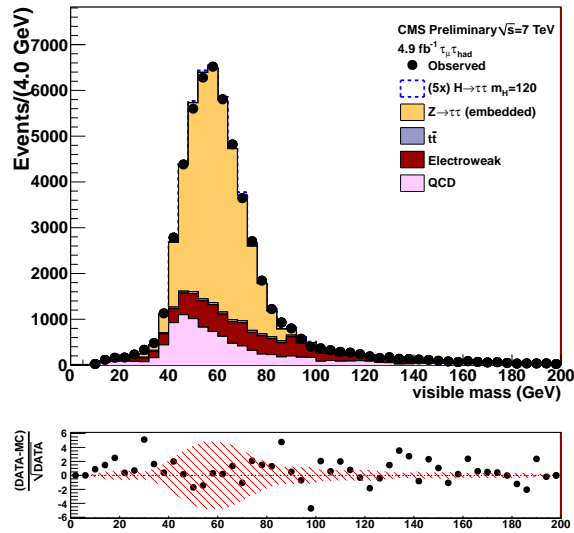 CMS Preliminary √s=7 TeV
4.9 fb⁻¹ τμτhad
Observed
(5x) H→ττ mH=120
Z→ττ (embedded)
tt̄
Electroweak
QCD
Events/(4.0 GeV)
7000
6000
5000
4000
3000
2000
1000
0
0 20 40 60 80 100 120 140 160 180 200
visible mass (GeV)
(DATA-MC)
√DATA
6
4
2
0
-2
-4
-6
0 20 40 60 80 100 120 140 160 180 200